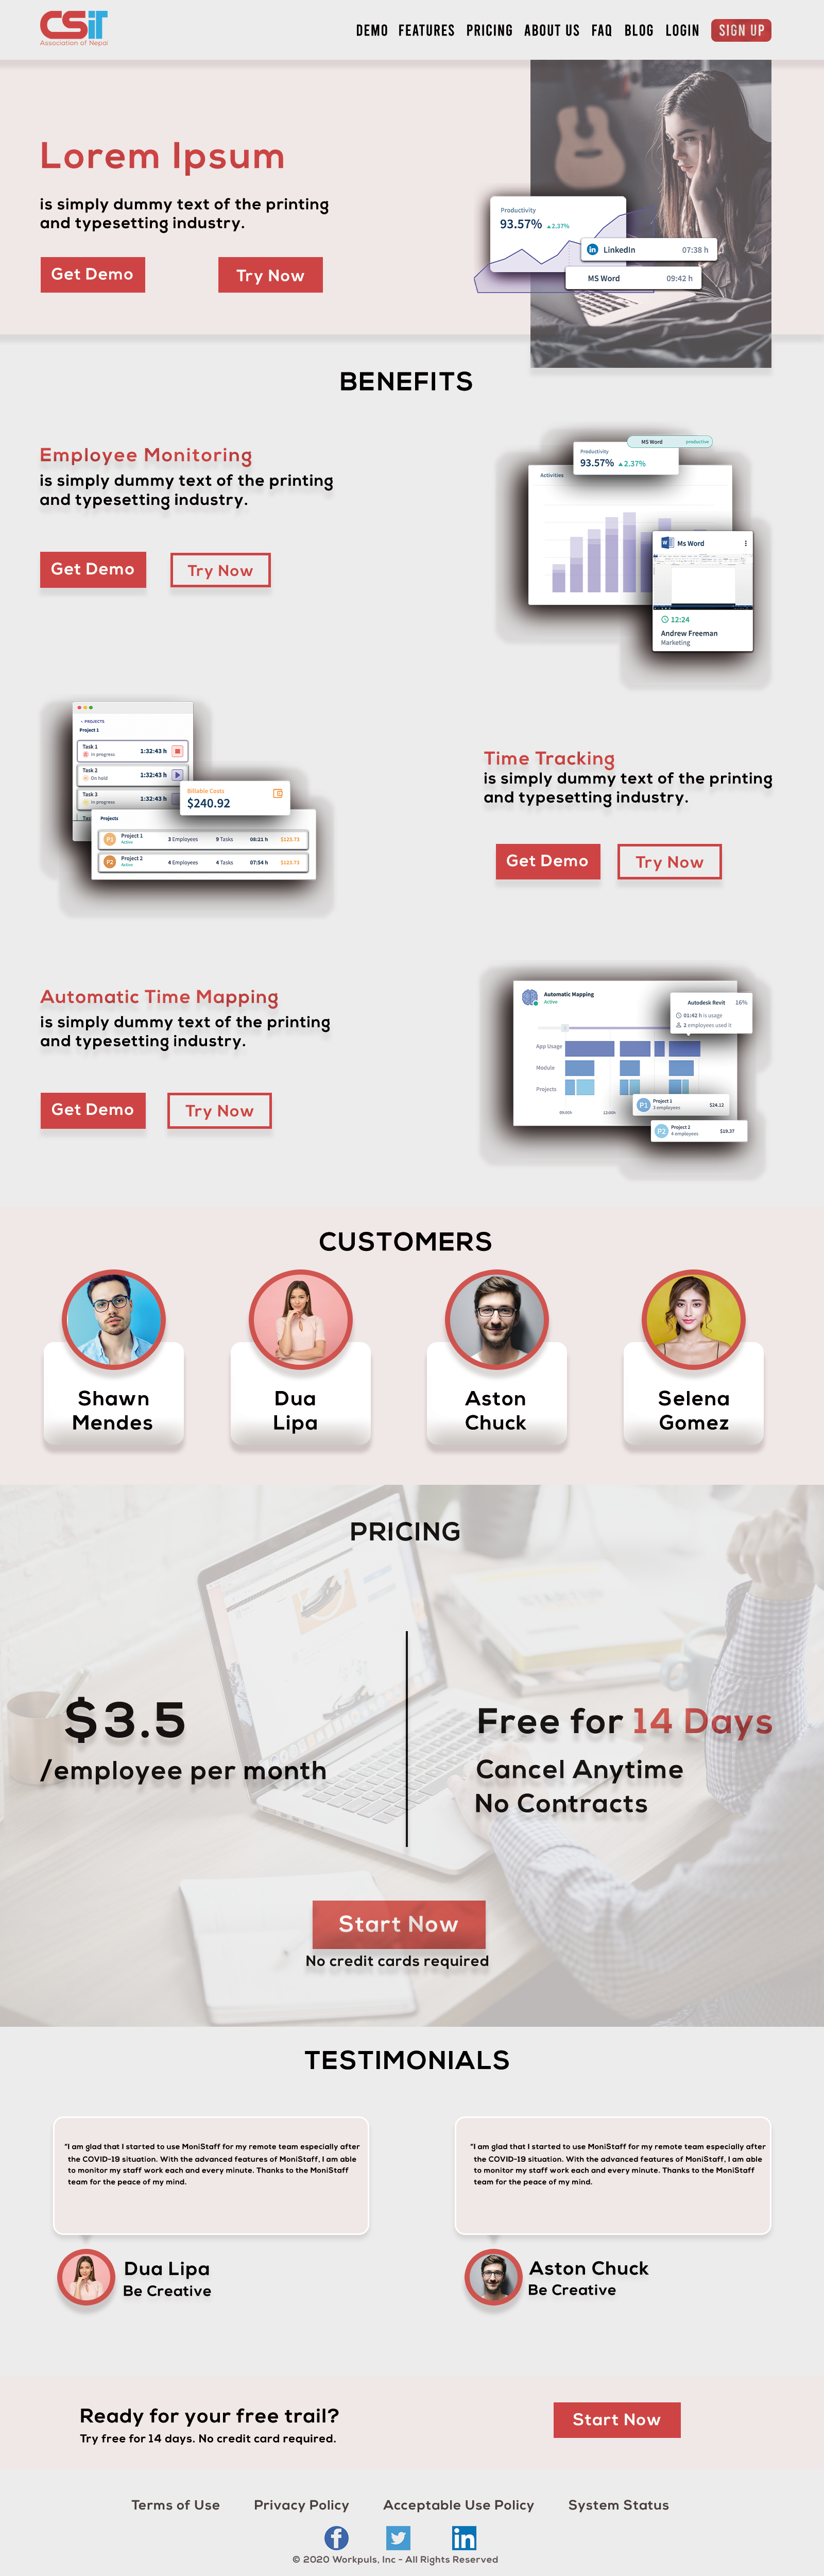 CSiT
Association of Nepal
DEMO FEATURES PRICING ABOUT US FAQ BLOG LOGIN SIGN UP
Lorem Ipsum
is simply dummy text of the printing
and typesetting industry.
Get Demo Try Now
Productivity
93.57% 2.37%
LinkedIn 07:38 h
MS Word 09:42 h
BENEFITS
Employee Monitoring
is simply dummy text of the printing
and typesetting industry.
Get Demo Try Now
MS Word productive
Productivity
93.57% 2.37%
Activities
Ms Word
12:24
Andrew Freeman
Marketing
PROJECTS
Project 1
Task 1
In progress 1:32:43 h
Task 2
On hold 1:32:43 h
Task 3
In progress 1:32:43 h
Billable Costs
$240.92
Projects
P1 Project 1 Active 3 Employees 9 Tasks 08:21 h $123.73
P2 Project 2 Active 4 Employees 4 Tasks 07:54 h $123.73
Time Tracking
is simply dummy text of the printing
and typesetting industry.
Get Demo Try Now
Automatic Time Mapping
is simply dummy text of the printing
and typesetting industry.
Get Demo Try Now
Automatic Mapping
Active
Autodesk Revit 16%
01:42 h is usage
2 employees used it
App Usage
Module
Projects
09:00h 12:00h
P1 Project 1 3 employees $24.12
P2 Project 2 4 employees $19.37
CUSTOMERS
Shawn
Mendes
Dua
Lipa
Aston
Chuck
Selena
Gomez
PRICING
$3.5
/employee per month
Free for 14 Days
Cancel Anytime
No Contracts
Start Now
No credit cards required
TESTIMONIALS
"I am glad that I started to use MoniStaff for my remote team especially after
the COVID-19 situation. With the advanced features of MoniStaff, I am able
to monitor my staff work each and every minute. Thanks to the MoniStaff
team for the peace of my mind.
Dua Lipa
Be Creative
"I am glad that I started to use MoniStaff for my remote team especially after
the COVID-19 situation. With the advanced features of MoniStaff, I am able
to monitor my staff work each and every minute. Thanks to the MoniStaff
team for the peace of my mind.
Aston Chuck
Be Creative
Ready for your free trail?
Try free for 14 days. No credit card required.
Start Now
Terms of Use Privacy Policy Acceptable Use Policy System Status
© 2020 Workpuls, Inc - All Rights Reserved